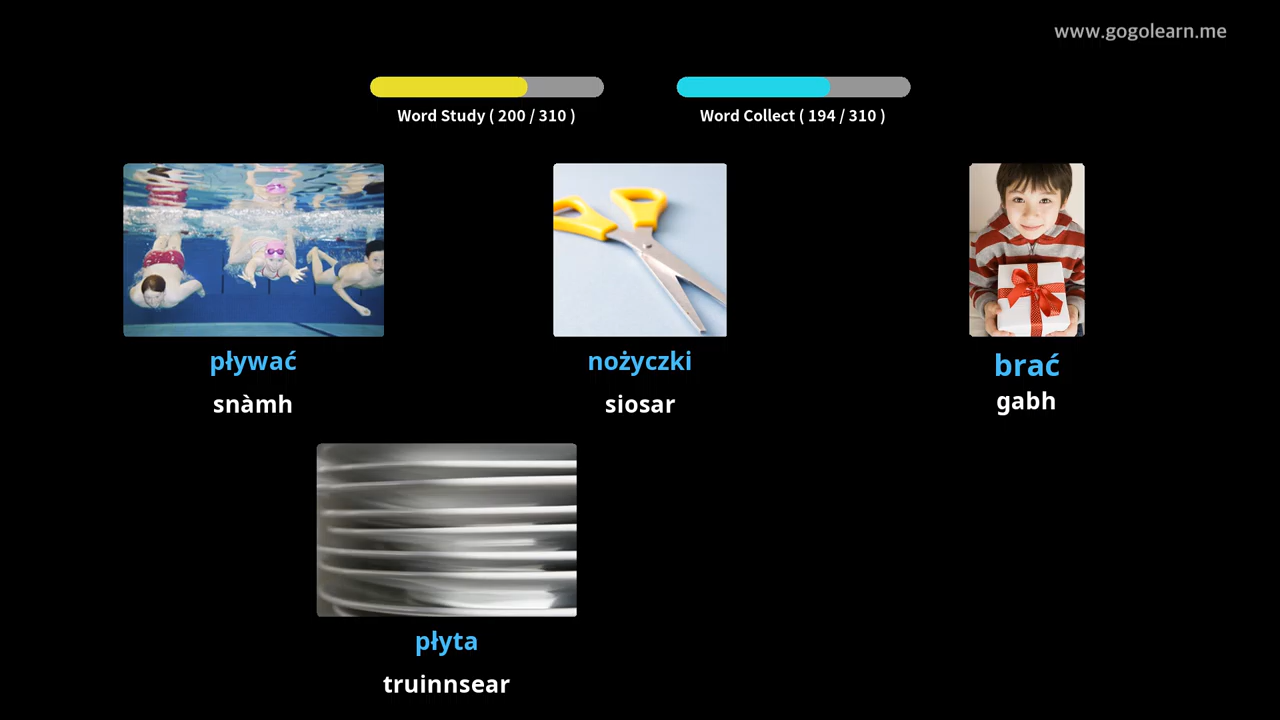 www.gogolearn.me
Word Study ( 200 / 310 )
Word Collect ( 194 / 310 )
pływać
nożyczki
brać
snàmh
siosar
gabh
płyta
truinnsear